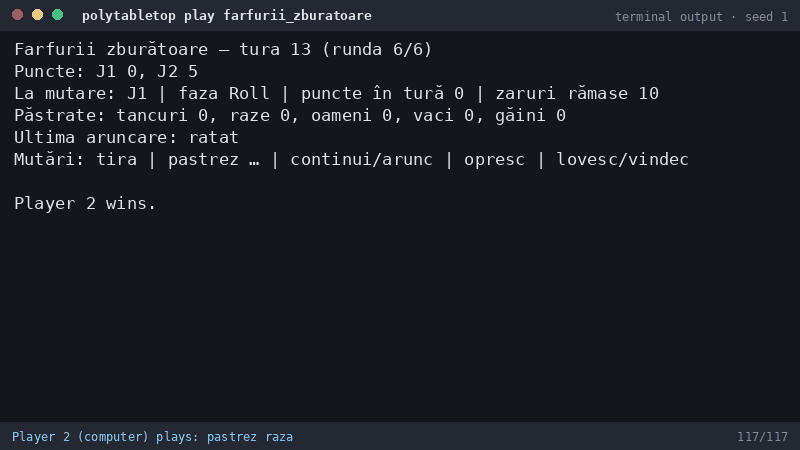 polytabletop play farfurii_zburatoare
terminal output · seed 1
Farfurii zburătoare — tura 13 (runda 6/6)
Puncte: J1 0, J2 5
La mutare: J1 | faza Roll | puncte în tură 0 | zaruri rămase 10
Păstrate: tancuri 0, raze 0, oameni 0, vaci 0, găini 0
Ultima aruncare: ratat
Mutări: tira | pastrez … | continui/arunc | opresc | lovesc/vindec
Player 2 wins.
Player 2 (computer) plays: pastrez raza
117/117